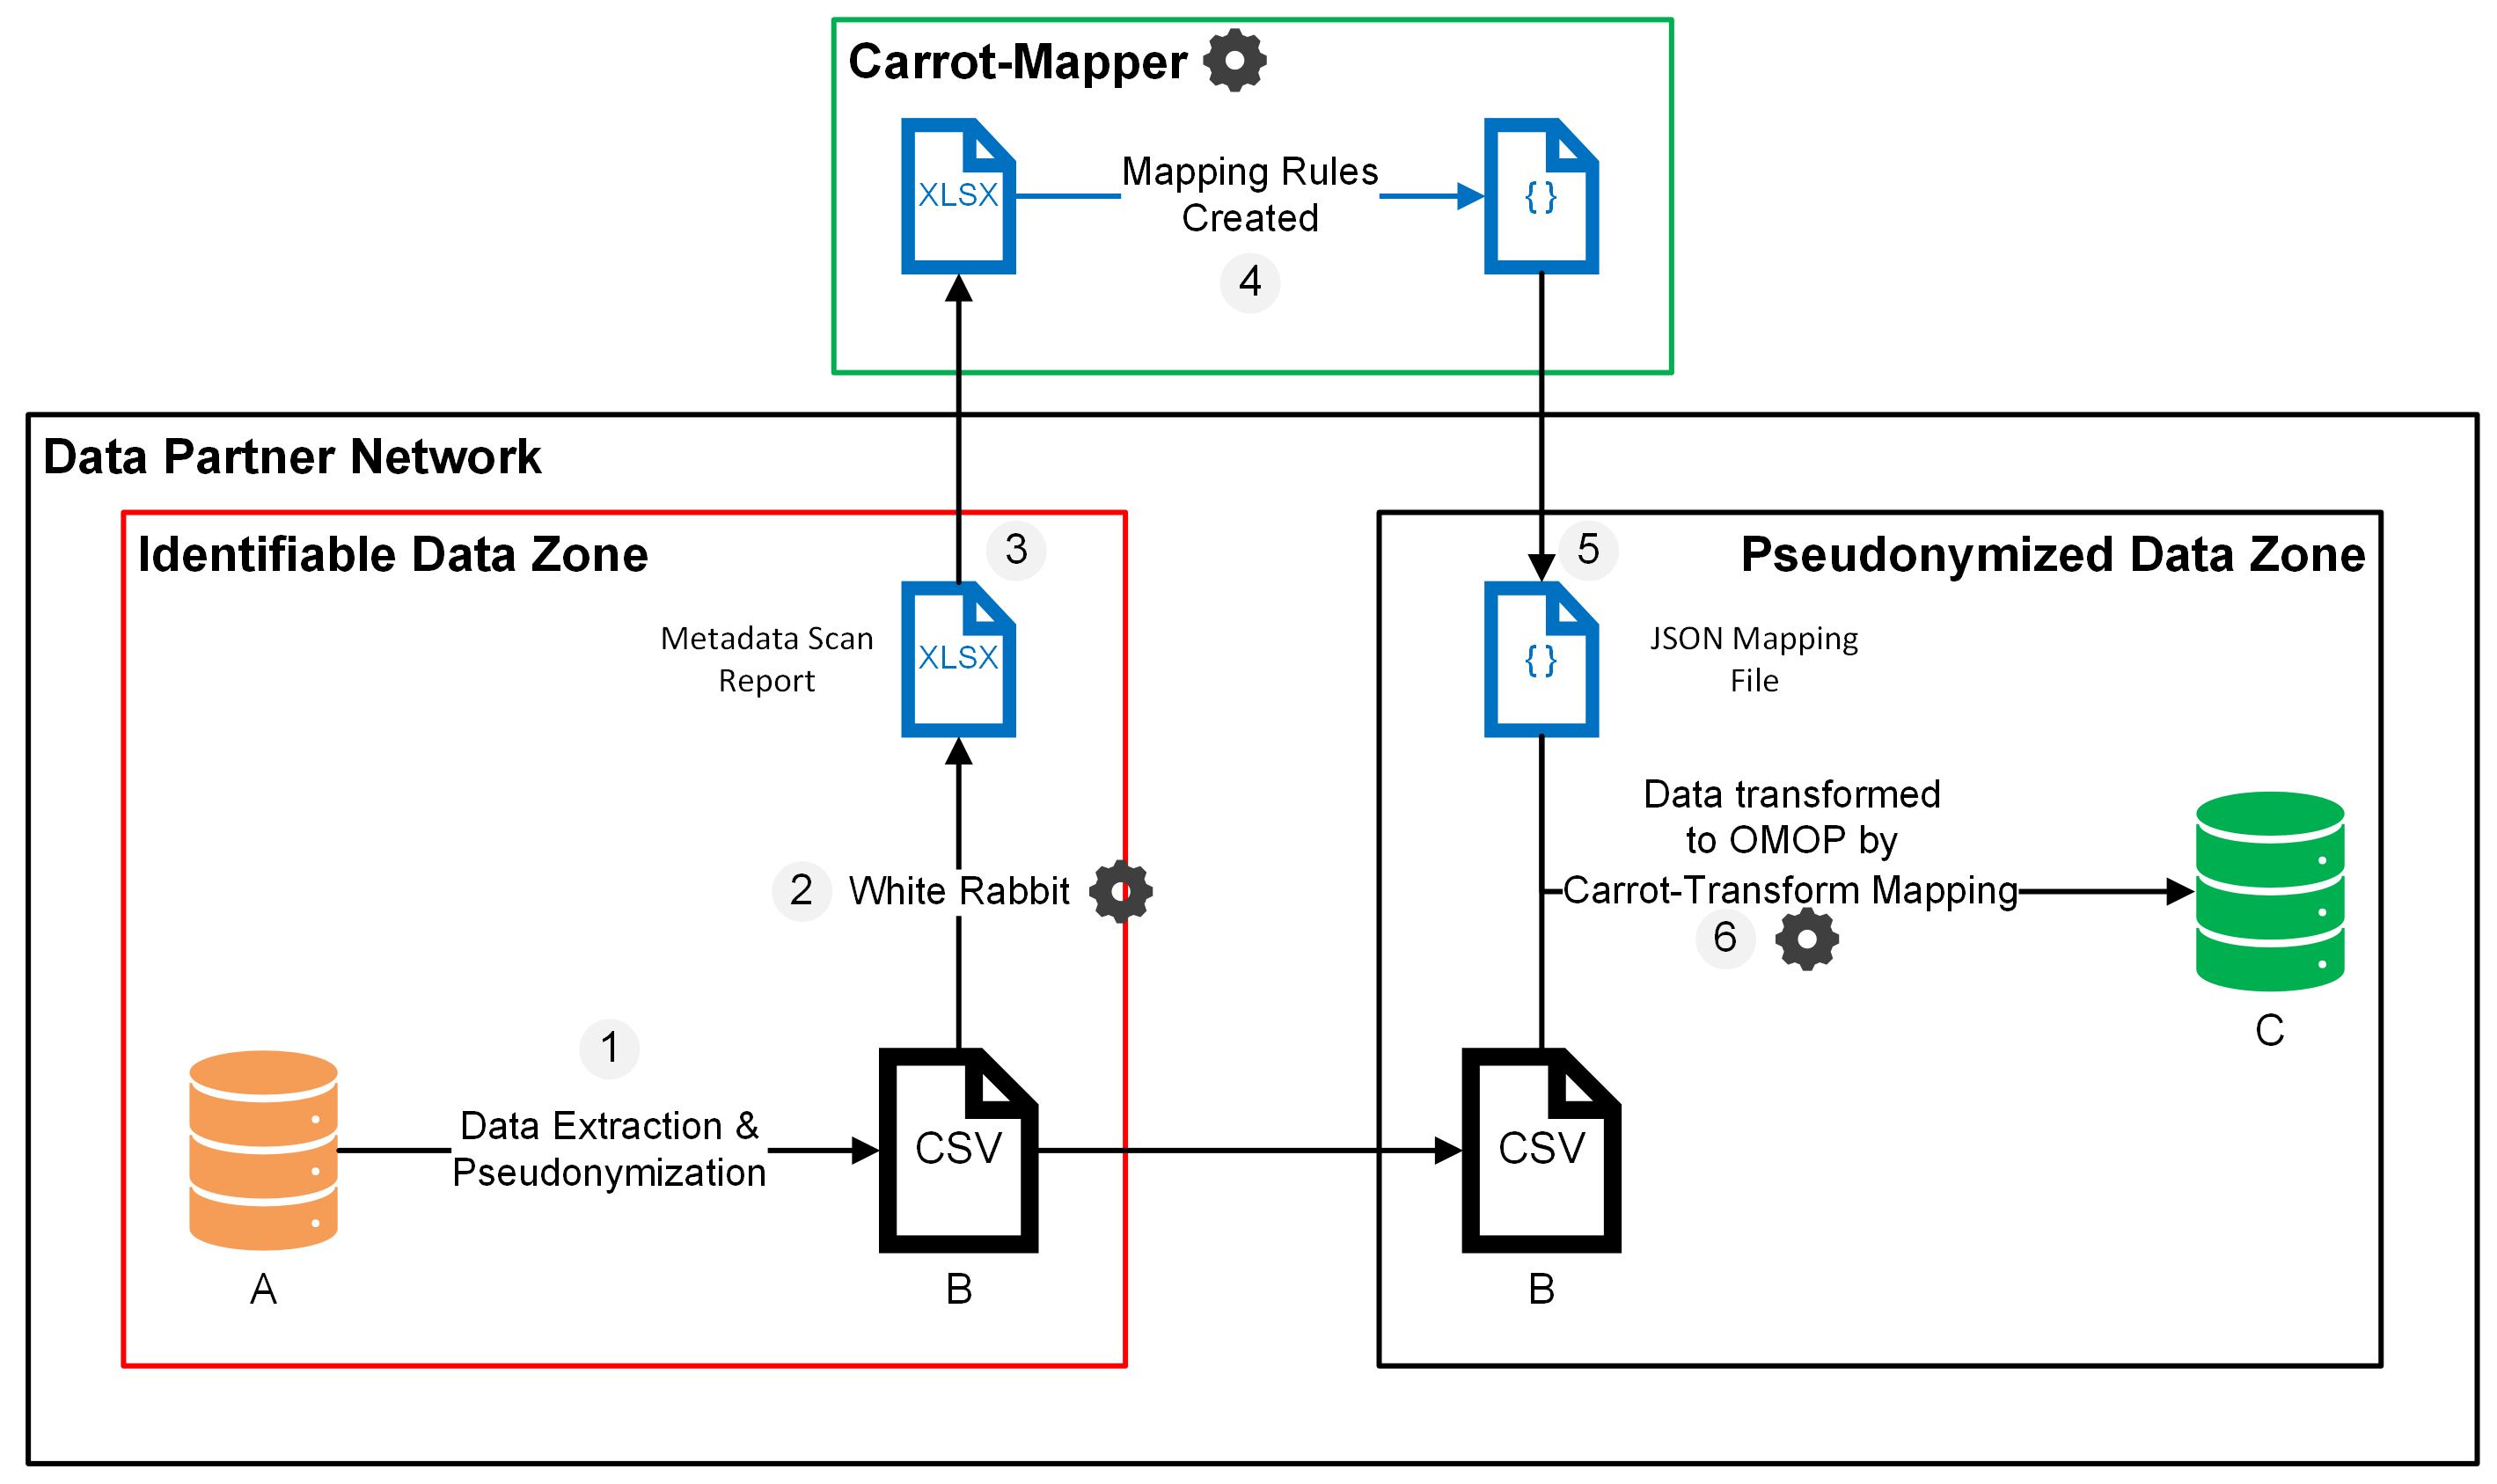 Carrot-Mapper
XLSX
Mapping Rules
Created
{ }
4
Data Partner Network
Identifiable Data Zone
3
Metadata Scan
Report
XLSX
2
White Rabbit
1
Data Extraction &
Pseudonymization
A
CSV
B
Pseudonymized Data Zone
5
{ }
JSON Mapping
File
Data transformed
to OMOP by
Carrot-Transform Mapping
6
C
CSV
B